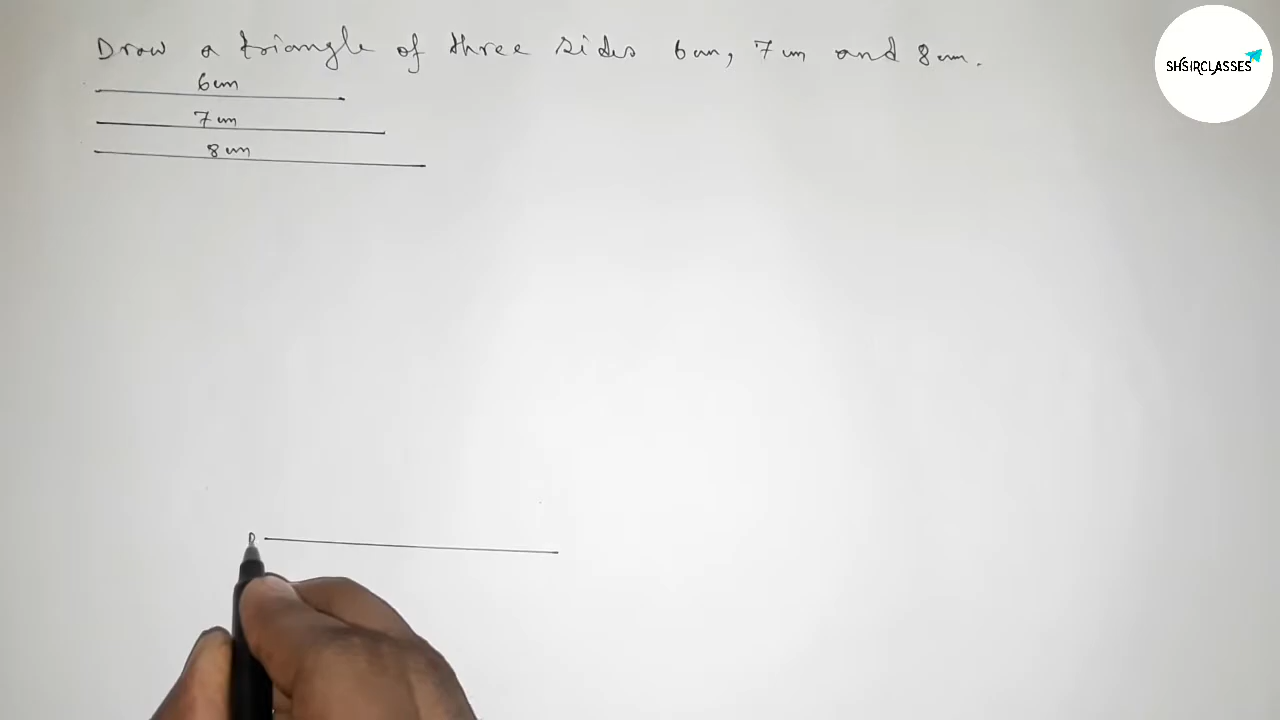 Draw a triangle of three sides 6cm, 7cm and 8cm.
SHSIRCLASSES
6cm
7cm
8cm